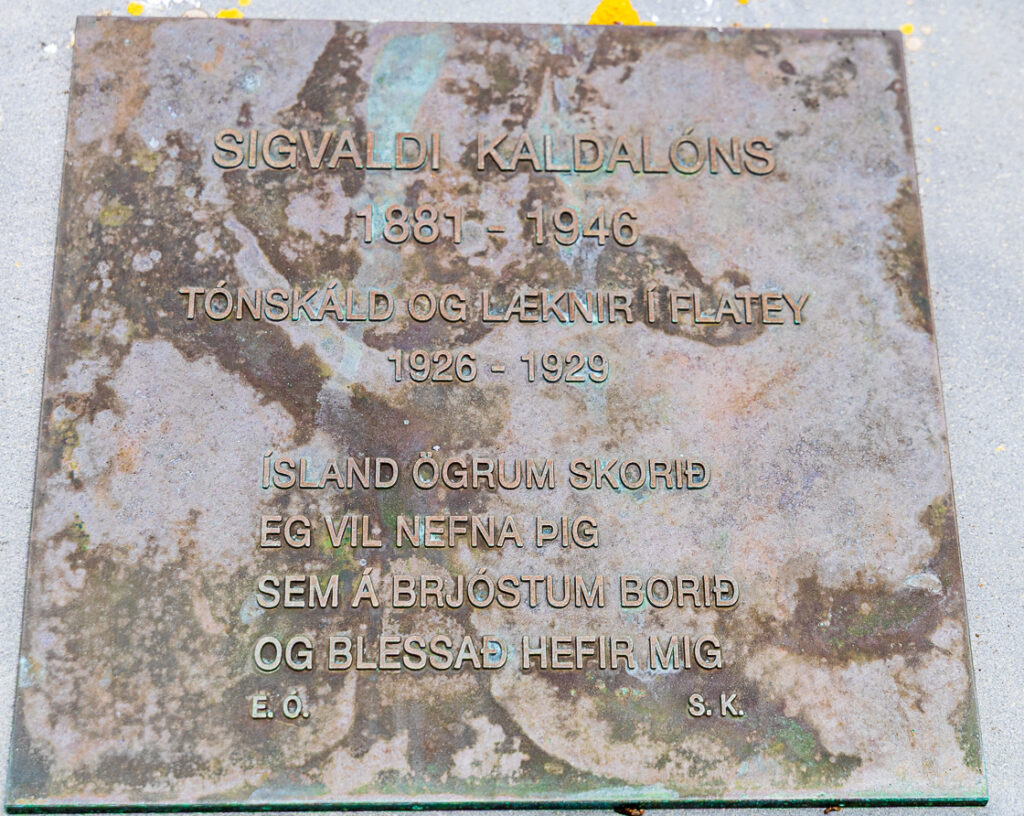 SIGVALDI KALDALÓNS
1881 - 1946
TÓNSKÁLD OG LÆKNIR Í FLATEY
1926 - 1929
ÍSLAND ÖGRUM SKORIÐ
EG VIL NEFNA ÞIG
SEM Á BRJÓSTUM BORIÐ
OG BLESSAÐ HEFIR MIG
E. Ó. S. K.